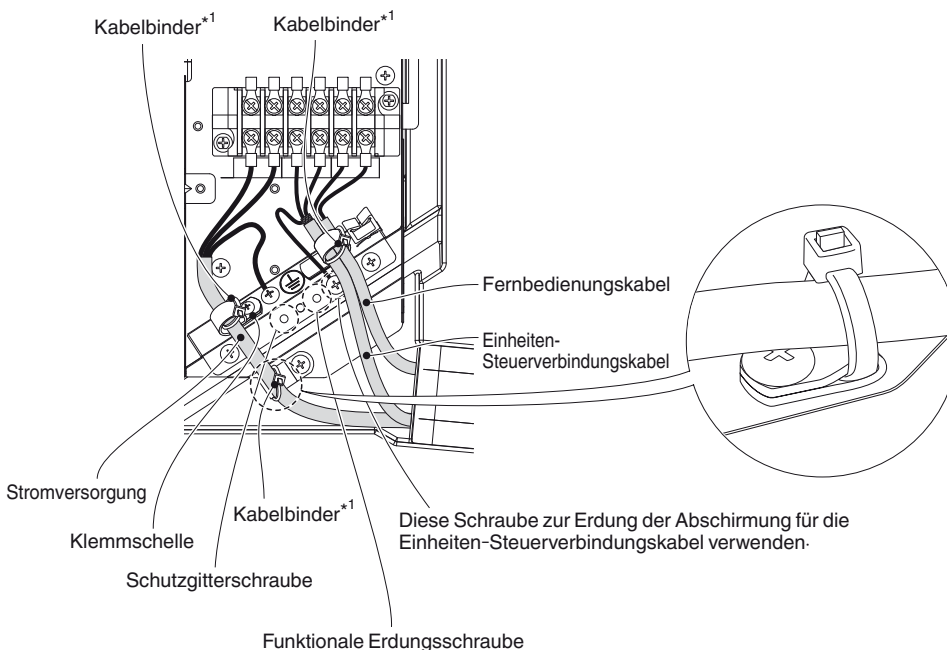 Kabelbinder*1
Kabelbinder*1
Fernbedienungskabel
Einheiten-
Steuerverbindungskabel
Stromversorgung
Kabelbinder*1
Diese Schraube zur Erdung der Abschirmung für die
Einheiten-Steuerverbindungskabel verwenden.
Klemmschelle
Schutzgitterschraube
Funktionale Erdungsschraube